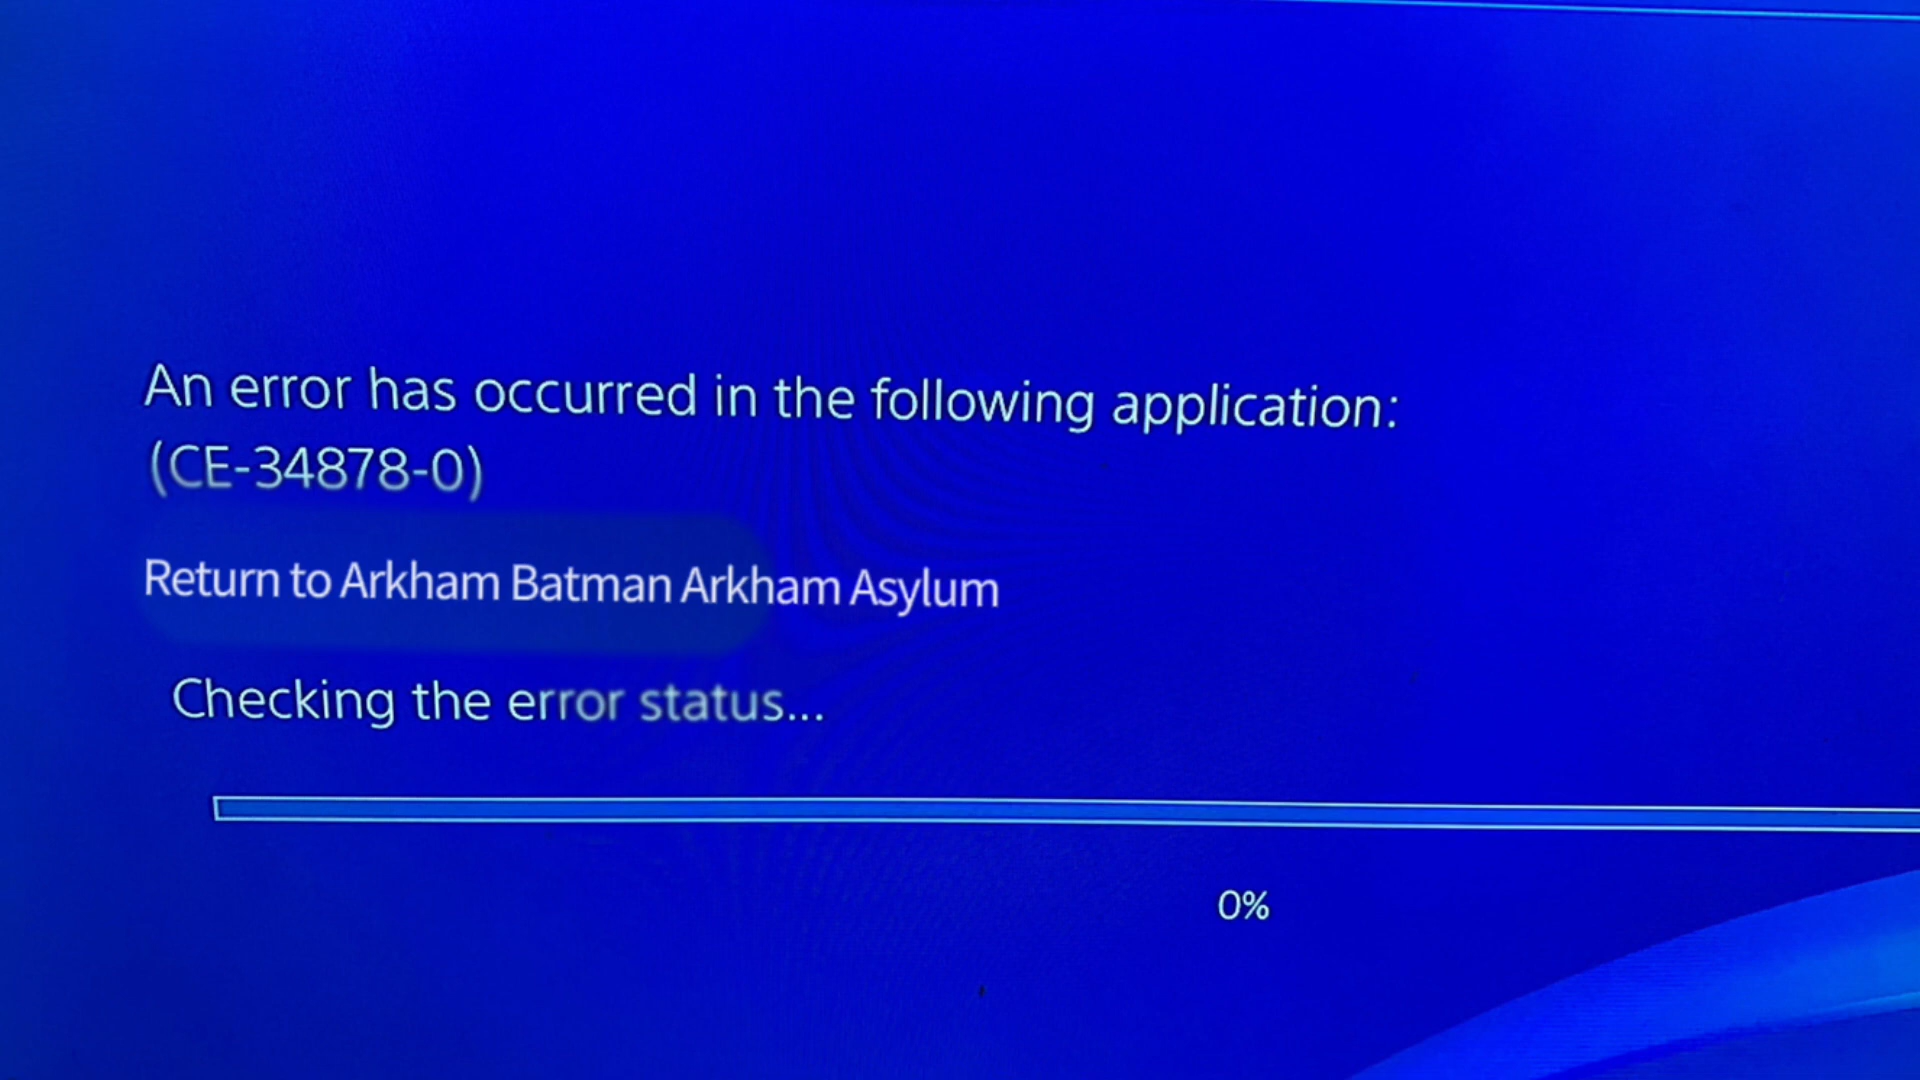 An error has occurred in the following application:
(CE-34878-0)
Return to Arkham Batman Arkham Asylum
Checking the error status...
0%